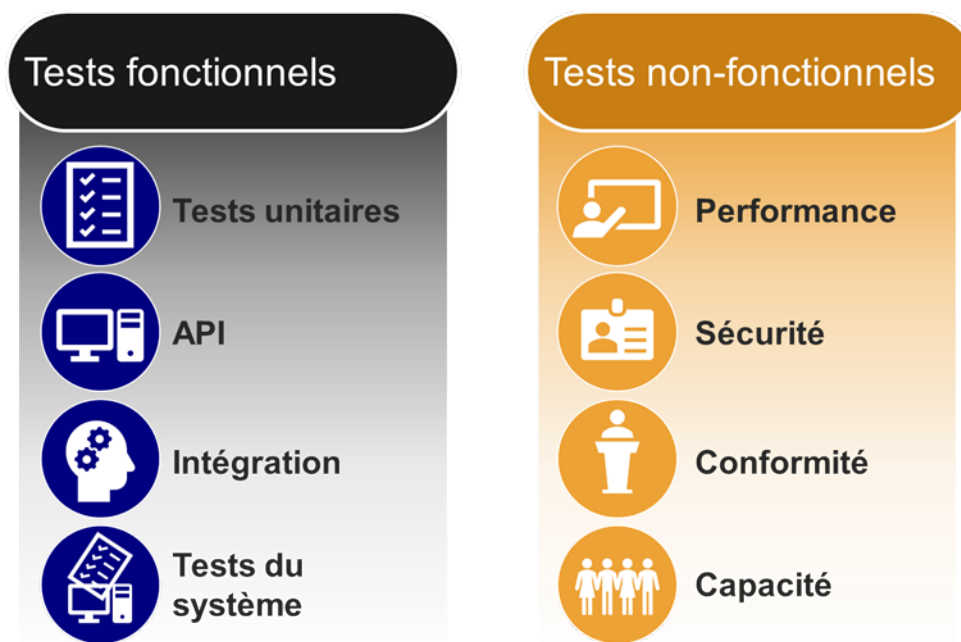 Tests fonctionnels
Tests unitaires
API
Intégration
Tests du
système
Tests non-fonctionnels
Performance
Sécurité
Conformité
Capacité